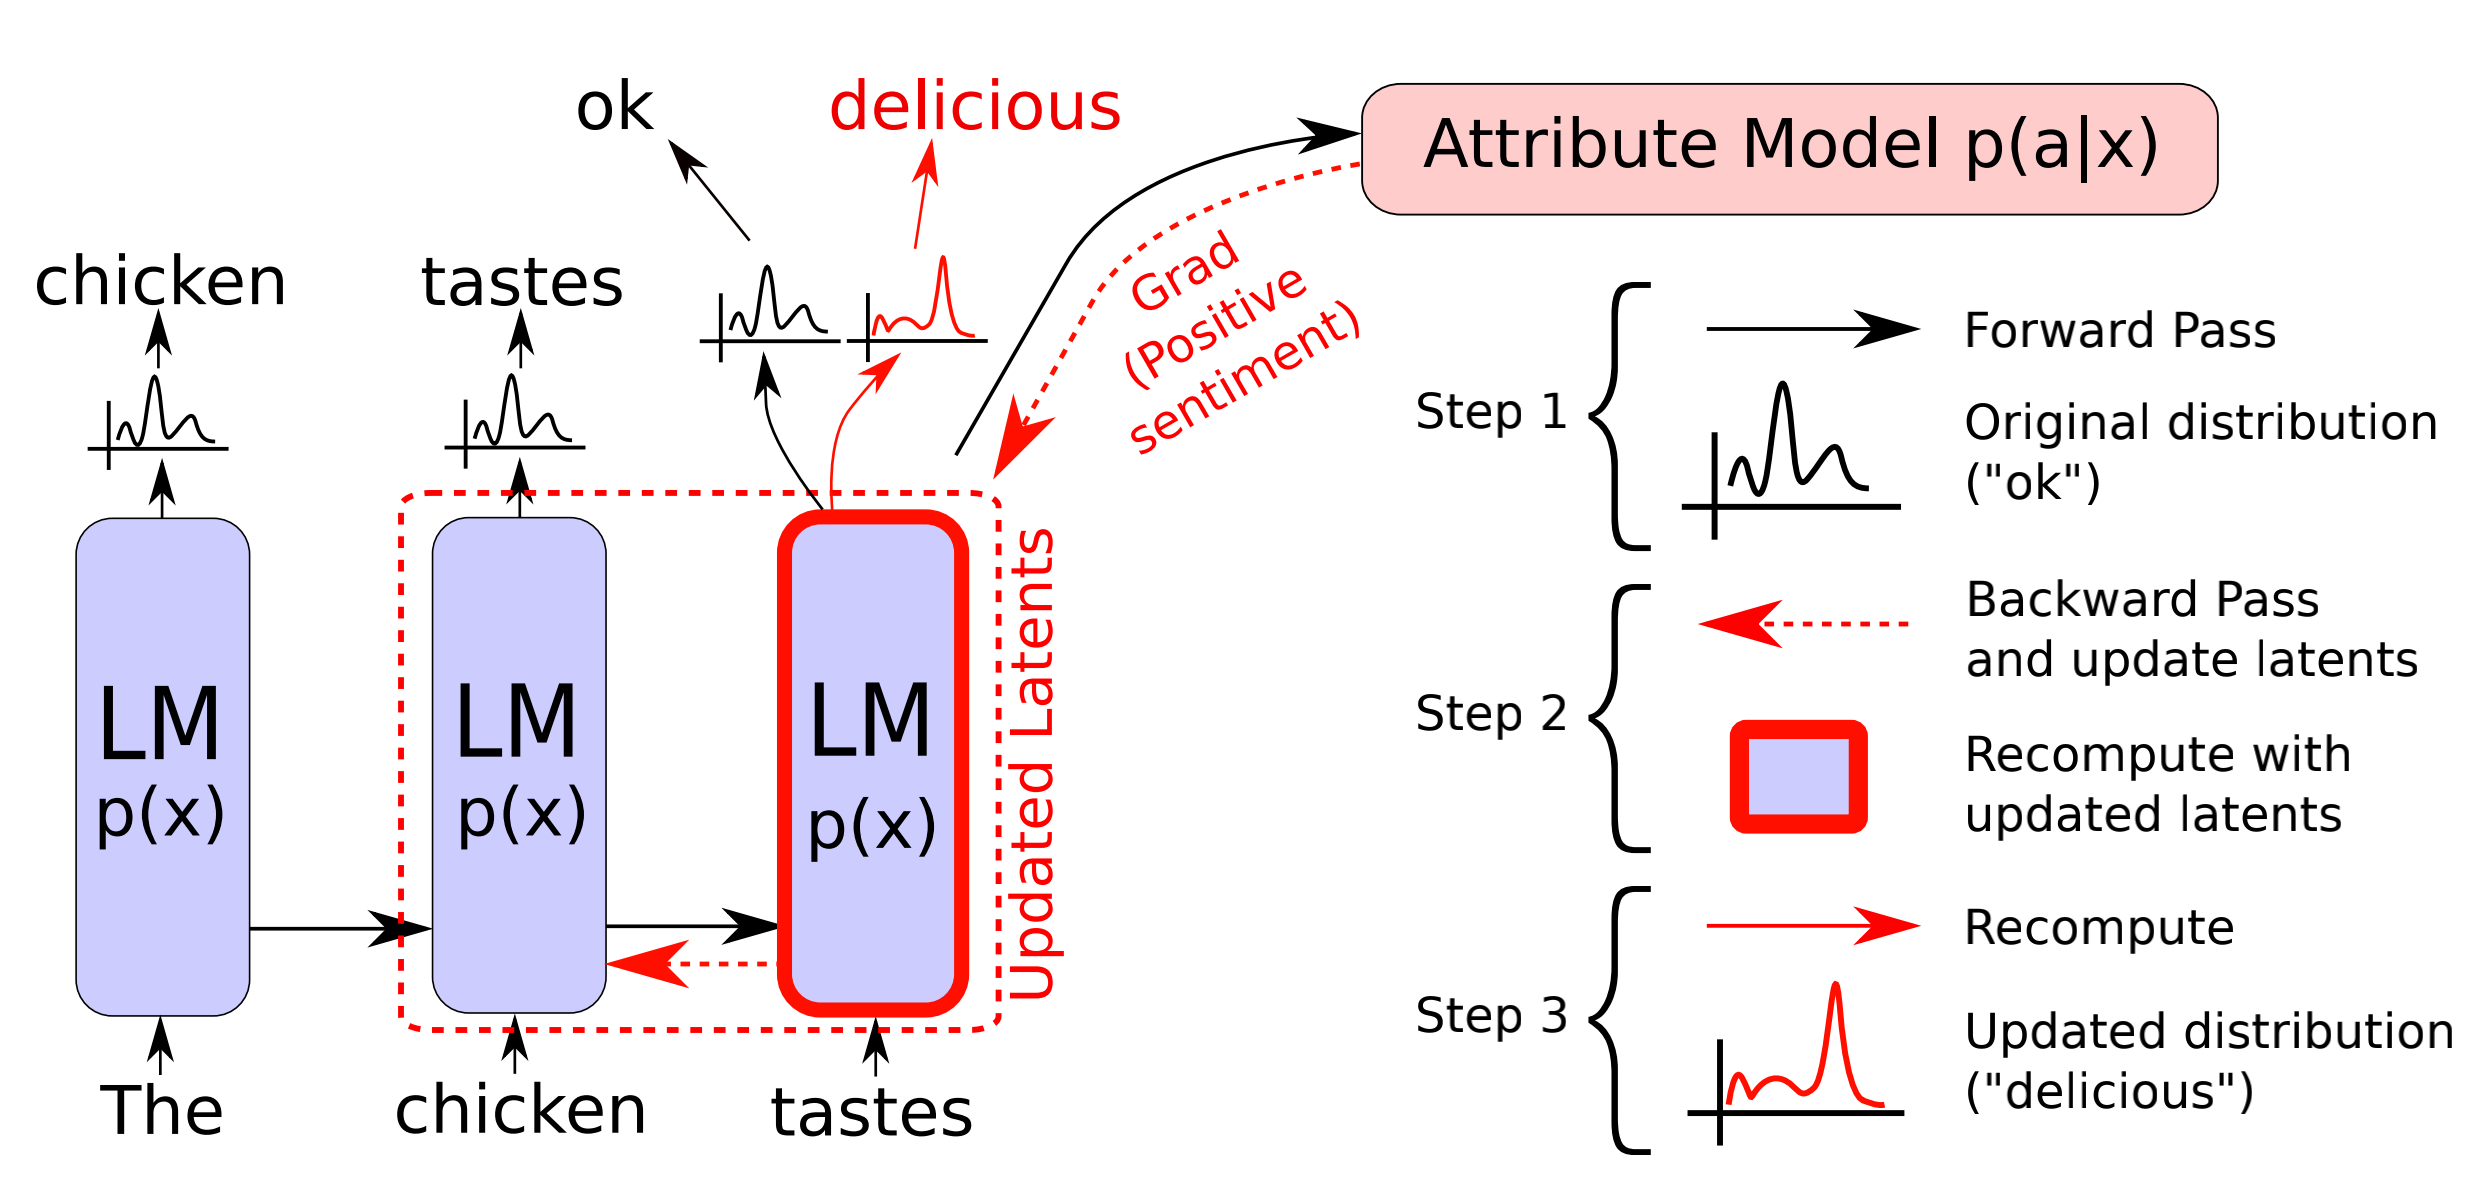 ok
delicious
Attribute Model p(a|x)
chicken
tastes
Grad
(Positive
sentiment)
LM
p(x)
LM
p(x)
LM
p(x)
Updated Latents
The
chicken
tastes
Step 1
Forward Pass
Original distribution
("ok")
Step 2
Backward Pass
and update latents
Recompute with
updated latents
Step 3
Recompute
Updated distribution
("delicious")